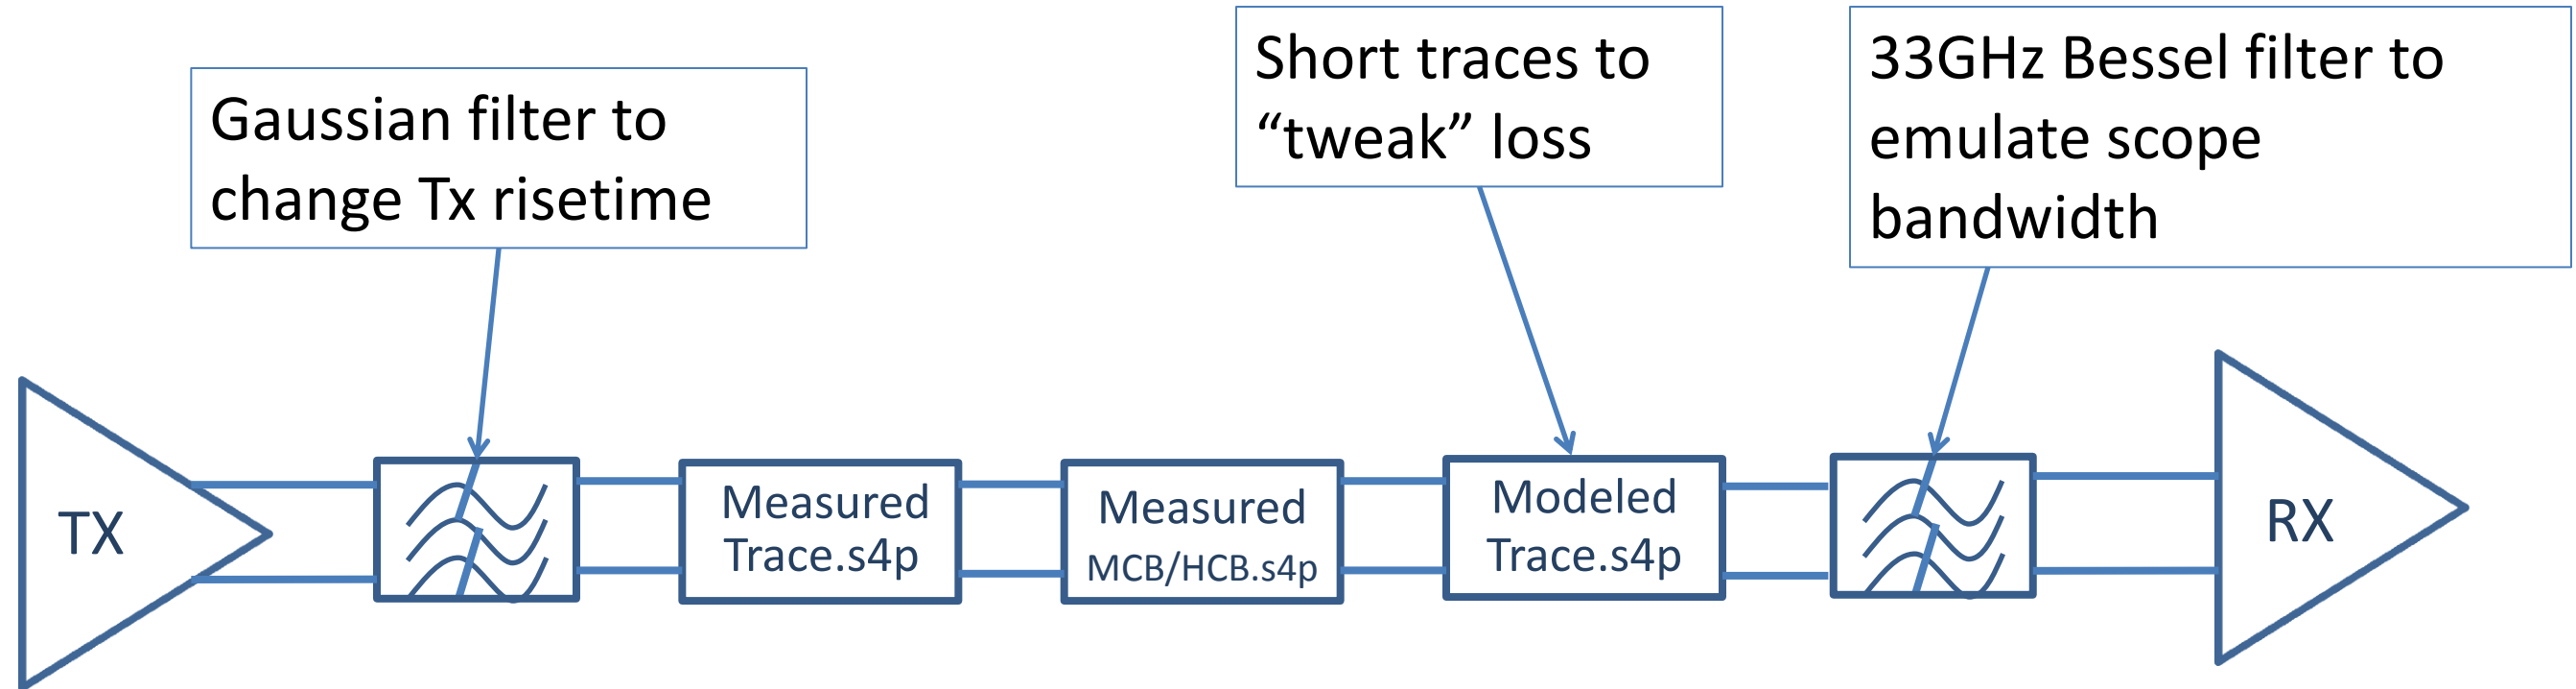 Gaussian filter to
change Tx risetime
Short traces to
“tweak” loss
33GHz Bessel filter to
emulate scope
bandwidth
TX
Measured
Trace.s4p
Measured
MCB/HCB.s4p
Modeled
Trace.s4p
RX